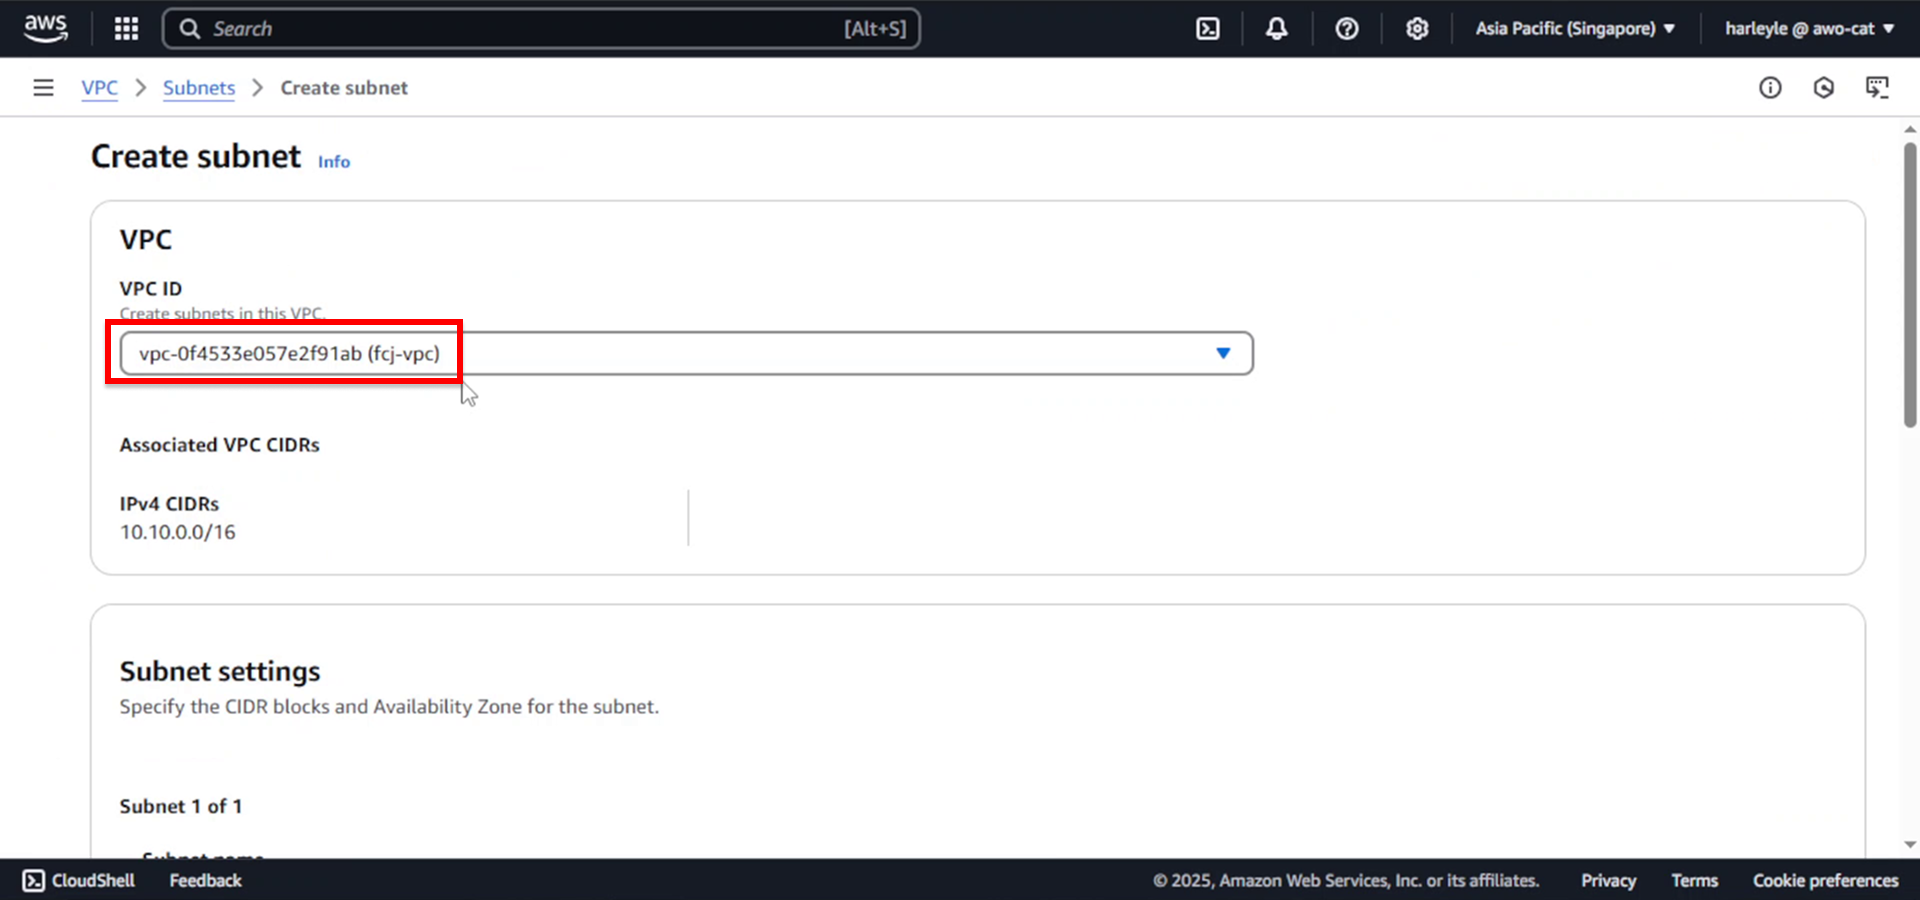 aws
Search [Alt+S]
Asia Pacific (Singapore)
harleyle @ awo-cat
VPC > Subnets > Create subnet
Create subnet Info
VPC
VPC ID
Create subnets in this VPC.
vpc-0f4533e057e2f91ab (fcj-vpc)
Associated VPC CIDRs
IPv4 CIDRs
10.10.0.0/16
Subnet settings
Specify the CIDR blocks and Availability Zone for the subnet.
Subnet 1 of 1
Subnet name
CloudShell Feedback
© 2025, Amazon Web Services, Inc. or its affiliates. Privacy Terms Cookie preferences